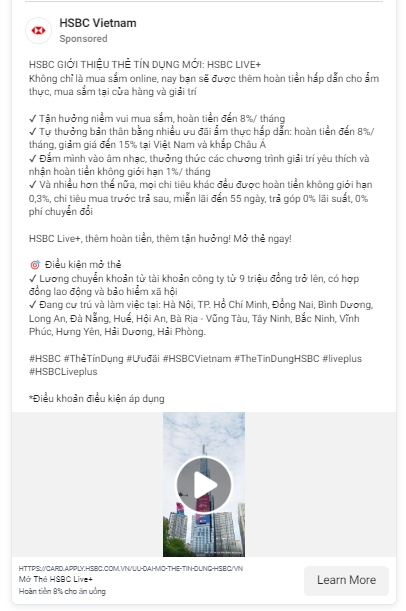 HSBC Vietnam
Sponsored
HSBC GIỚI THIỆU THẺ TÍN DỤNG MỚI: HSBC LIVE+
Không chỉ là mua sắm online, nay bạn sẽ được thêm hoàn tiền hấp dẫn cho ẩm
thực, mua sắm tại cửa hàng và giải trí
✓ Tận hưởng niềm vui mua sắm, hoàn tiền đến 8%/ tháng
✓ Tự thưởng bản thân bằng nhiều ưu đãi ẩm thực hấp dẫn: hoàn tiền đến 8%/
tháng, giảm giá đến 15% tại Việt Nam và khắp Châu Á
✓ Đắm mình vào âm nhạc, thưởng thức các chương trình giải trí yêu thích và
nhận hoàn tiền không giới hạn 1%/ tháng
✓ Và nhiều hơn thế nữa, mọi chi tiêu khác đều được hoàn tiền không giới hạn
0,3%, chi tiêu mua trước trả sau, miễn lãi đến 55 ngày, trả góp 0% lãi suất, 0%
phí chuyển đổi
HSBC Live+, thêm hoàn tiền, thêm tận hưởng! Mở thẻ ngay!
🎯 Điều kiện mở thẻ
✓ Lương chuyển khoản từ tài khoản công ty từ 9 triệu đồng trở lên, có hợp
đồng lao động và bảo hiểm xã hội
✓ Đang cư trú và làm việc tại: Hà Nội, TP. Hồ Chí Minh, Đồng Nai, Bình Dương,
Long An, Đà Nẵng, Huế, Hội An, Bà Rịa - Vũng Tàu, Tây Ninh, Bắc Ninh, Vĩnh
Phúc, Hưng Yên, Hải Dương, Hải Phòng.
#HSBC #ThẻTínDụng #Ưuđãi #HSBCVietnam #TheTinDungHSBC #liveplus
#HSBCLiveplus
*Điều khoản điều kiện áp dụng
HTTPS://CARD.APPLY.HSBC.COM.VN/UU-DAI-MO-THE-TIN-DUNG-HSBC/VN
Mở Thẻ HSBC Live+
Hoàn tiền 8% cho ăn uống
Learn More